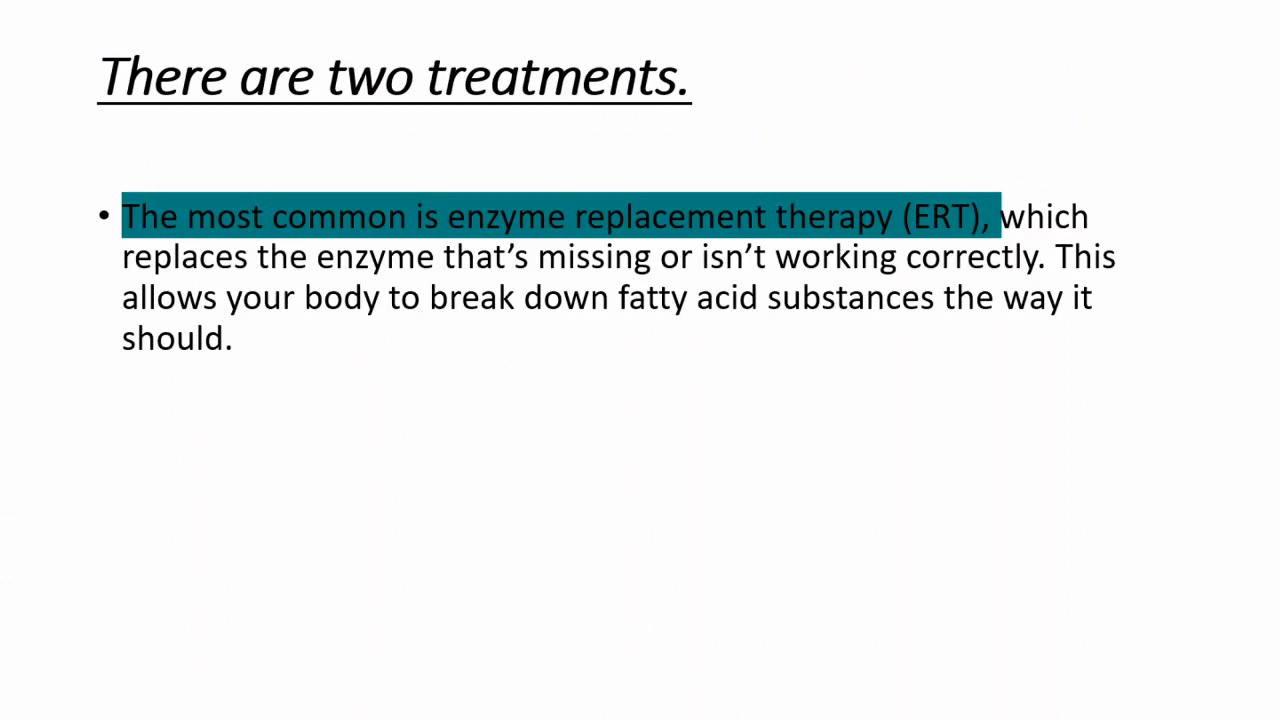 There are two treatments.
• The most common is enzyme replacement therapy (ERT), which
replaces the enzyme that’s missing or isn’t working correctly. This
allows your body to break down fatty acid substances the way it
should.